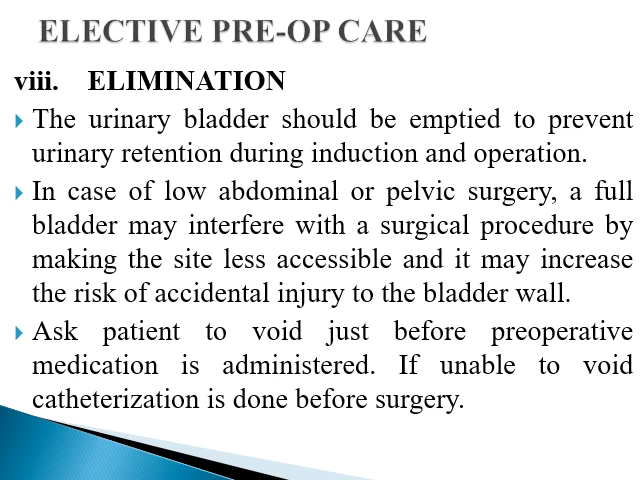 ELECTIVE PRE-OP CARE
viii. ELIMINATION
The urinary bladder should be emptied to prevent
urinary retention during induction and operation.
In case of low abdominal or pelvic surgery, a full
bladder may interfere with a surgical procedure by
making the site less accessible and it may increase
the risk of accidental injury to the bladder wall.
Ask patient to void just before preoperative
medication is administered. If unable to void
catheterization is done before surgery.